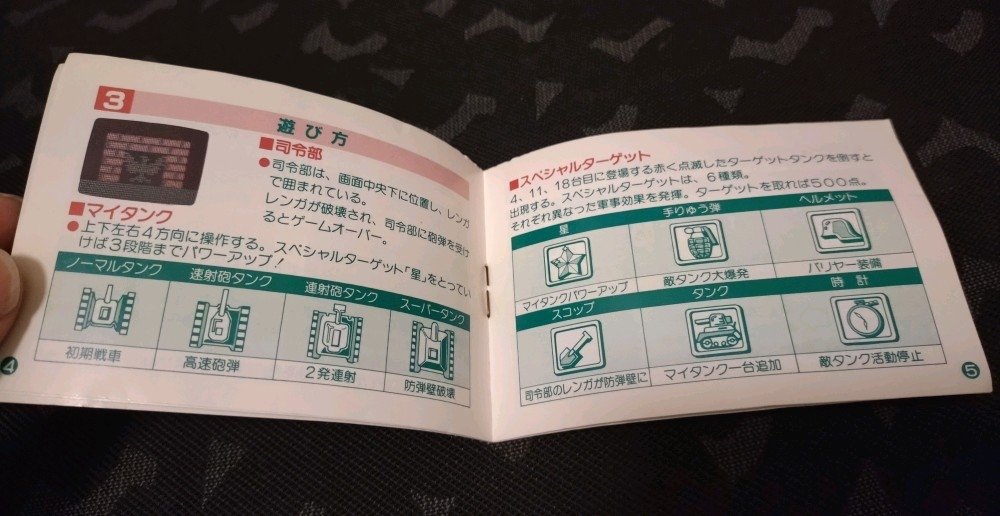 3
遊び方
■司令部
●司令部は、画面中央下に位置し、レンガ
で囲まれている。
レンガが破壊され、司令部に砲弾を受け
るとゲームオーバー。
■マイタンク
●上下左右4方向に操作する。スペシャルターゲット「星」をとってい
けば3段階までパワーアップ!
ノーマルタンク 速射砲タンク 連射砲タンク スーパータンク
初期戦車 高速砲弾 2発連射 防弾壁破壊
4
■スペシャルターゲット
4、11、18台目に登場する赤く点滅したターゲットタンクを倒すと
出現する。スペシャルターゲットは、6種類。
それぞれ異なった軍事効果を発揮。ターゲットを取れば500点。
星 手りゅう弾 ヘルメット
マイタンクパワーアップ 敵タンク大爆発 バリヤー装備
スコップ タンク 時計
司令部のレンガが防弾壁に マイタンク一台追加 敵タンク活動停止
5